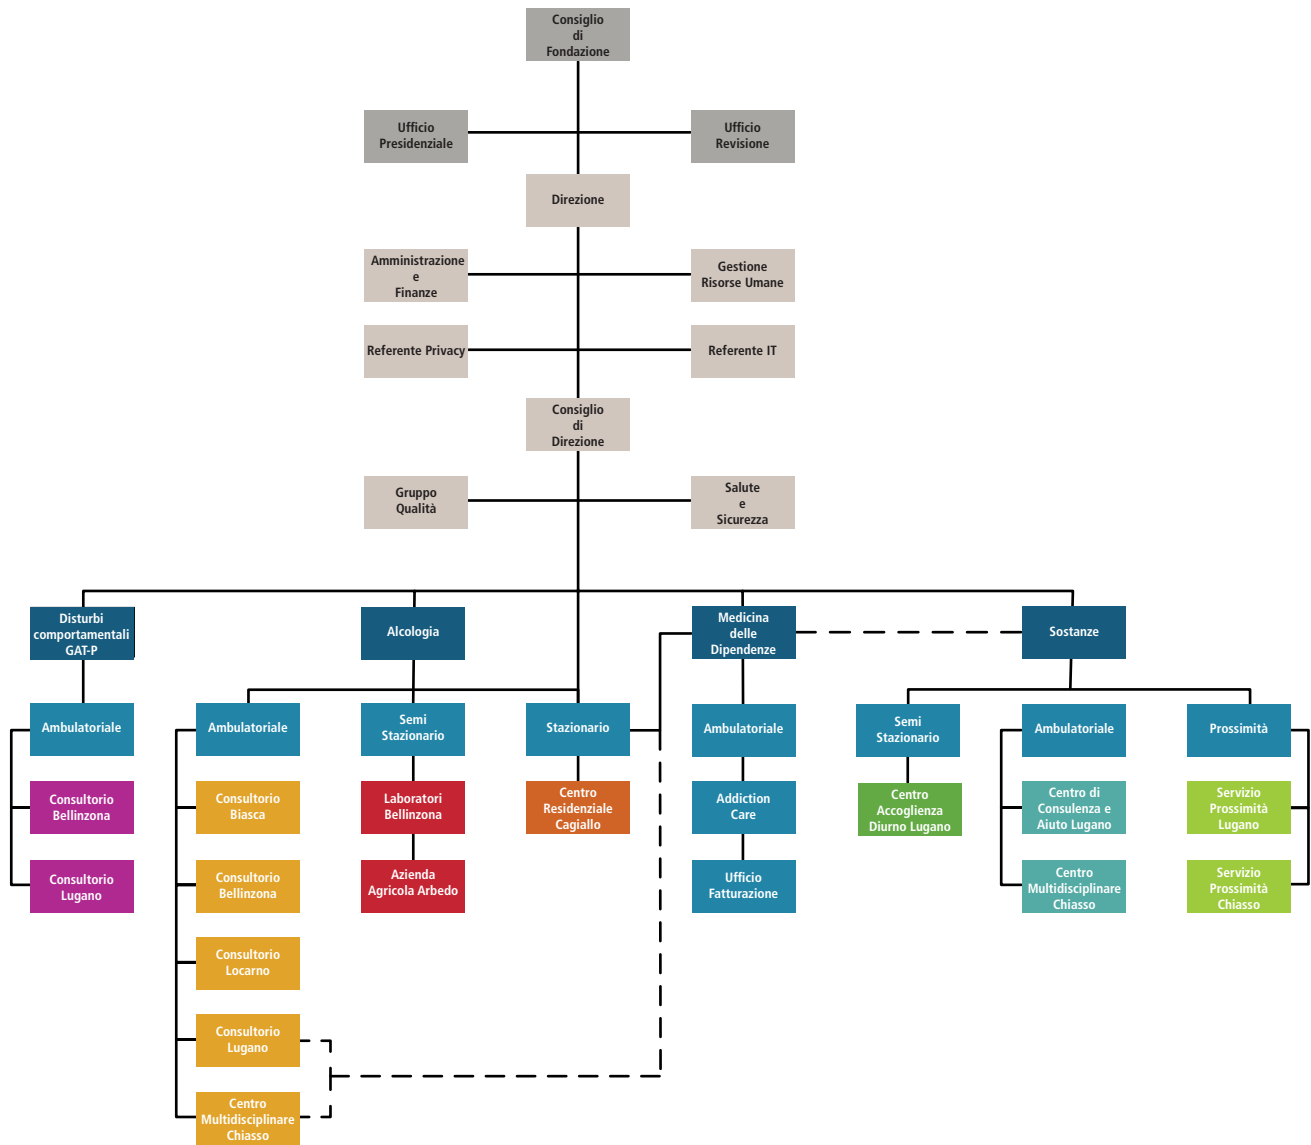 Consiglio
di
Fondazione
Ufficio
Presidenziale
Ufficio
Revisione
Direzione
Amministrazione
e
Finanze
Gestione
Risorse Umane
Referente Privacy
Referente IT
Consiglio
di
Direzione
Gruppo
Qualità
Salute
e
Sicurezza
Disturbi
comportamentali
GAT-P
Alcologia
Medicina
delle
Dipendenze
Sostanze
Ambulatoriale
Ambulatoriale
Semi
Stazionario
Stazionario
Ambulatoriale
Semi
Stazionario
Ambulatoriale
Prossimità
Consultorio
Bellinzona
Consultorio
Biasca
Laboratori
Bellinzona
Centro
Residenziale
Cagiallo
Addiction
Care
Centro
Accoglienza
Diurno Lugano
Centro di
Consulenza e
Aiuto Lugano
Servizio
Prossimità
Lugano
Consultorio
Lugano
Consultorio
Bellinzona
Azienda
Agricola Arbedo
Ufficio
Fatturazione
Centro
Multidisciplinare
Chiasso
Servizio
Prossimità
Chiasso
Consultorio
Locarno
Consultorio
Lugano
Centro
Multidisciplinare
Chiasso